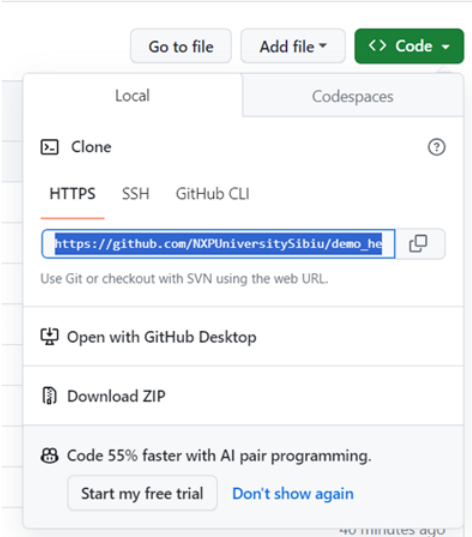 Go to file Add file <> Code
Local Codespaces
Clone
HTTPS SSH GitHub CLI
https://github.com/NXPUniversitySibiu/demo_he
Use Git or checkout with SVN using the web URL.
Open with GitHub Desktop
Download ZIP
Code 55% faster with AI pair programming.
Start my free trial Don't show again
40 minutes ago